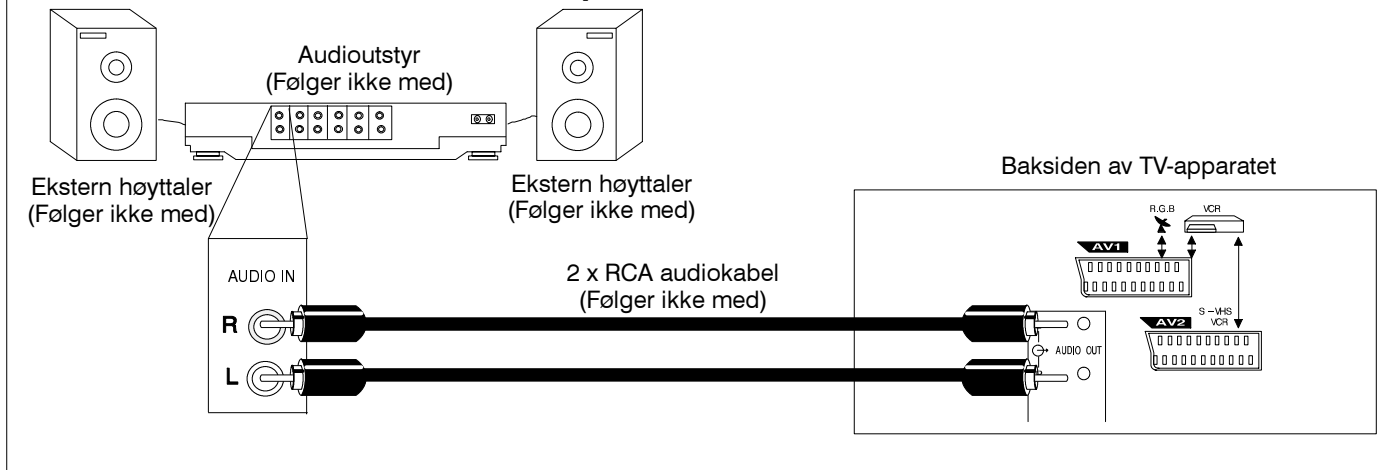 Audioutstyr
(Følger ikke med)
Ekstern høyttaler
(Følger ikke med)
Ekstern høyttaler
(Følger ikke med)
Baksiden av TV-apparatet
R.G.B
VCR
AV1
AUDIO IN
2 x RCA audiokabel
(Følger ikke med)
S-VHS
VCR
AV2
R
AUDIO OUT
L